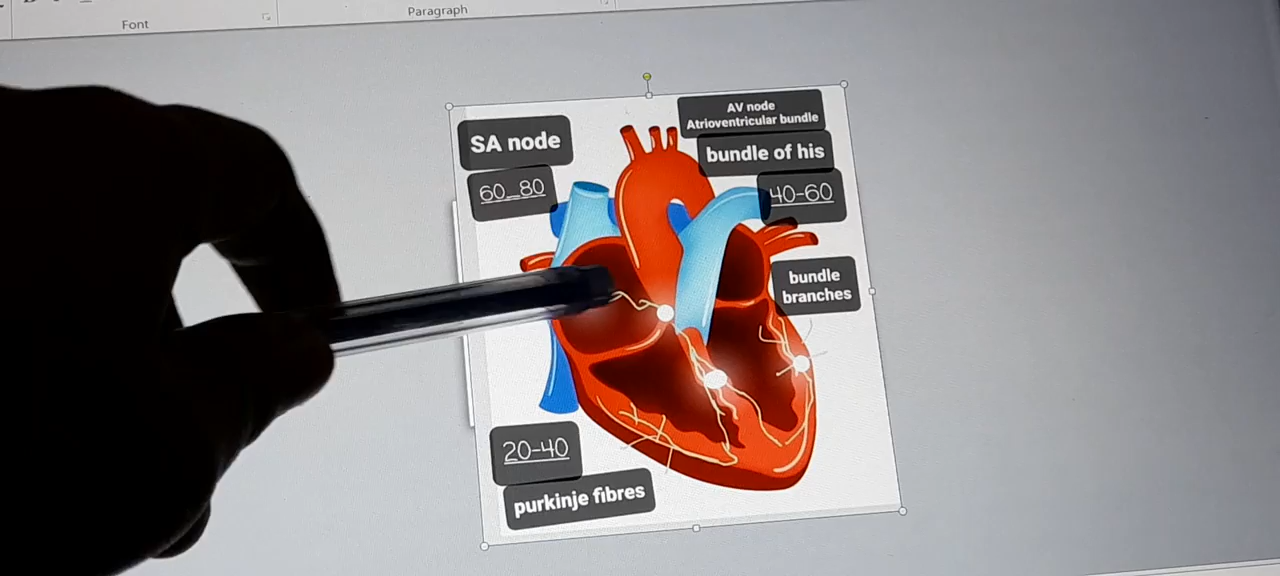 Font
Paragraph
SA node
60_80
AV node
Atrioventricular bundle
bundle of his
40-60
bundle
branches
20-40
purkinje fibres